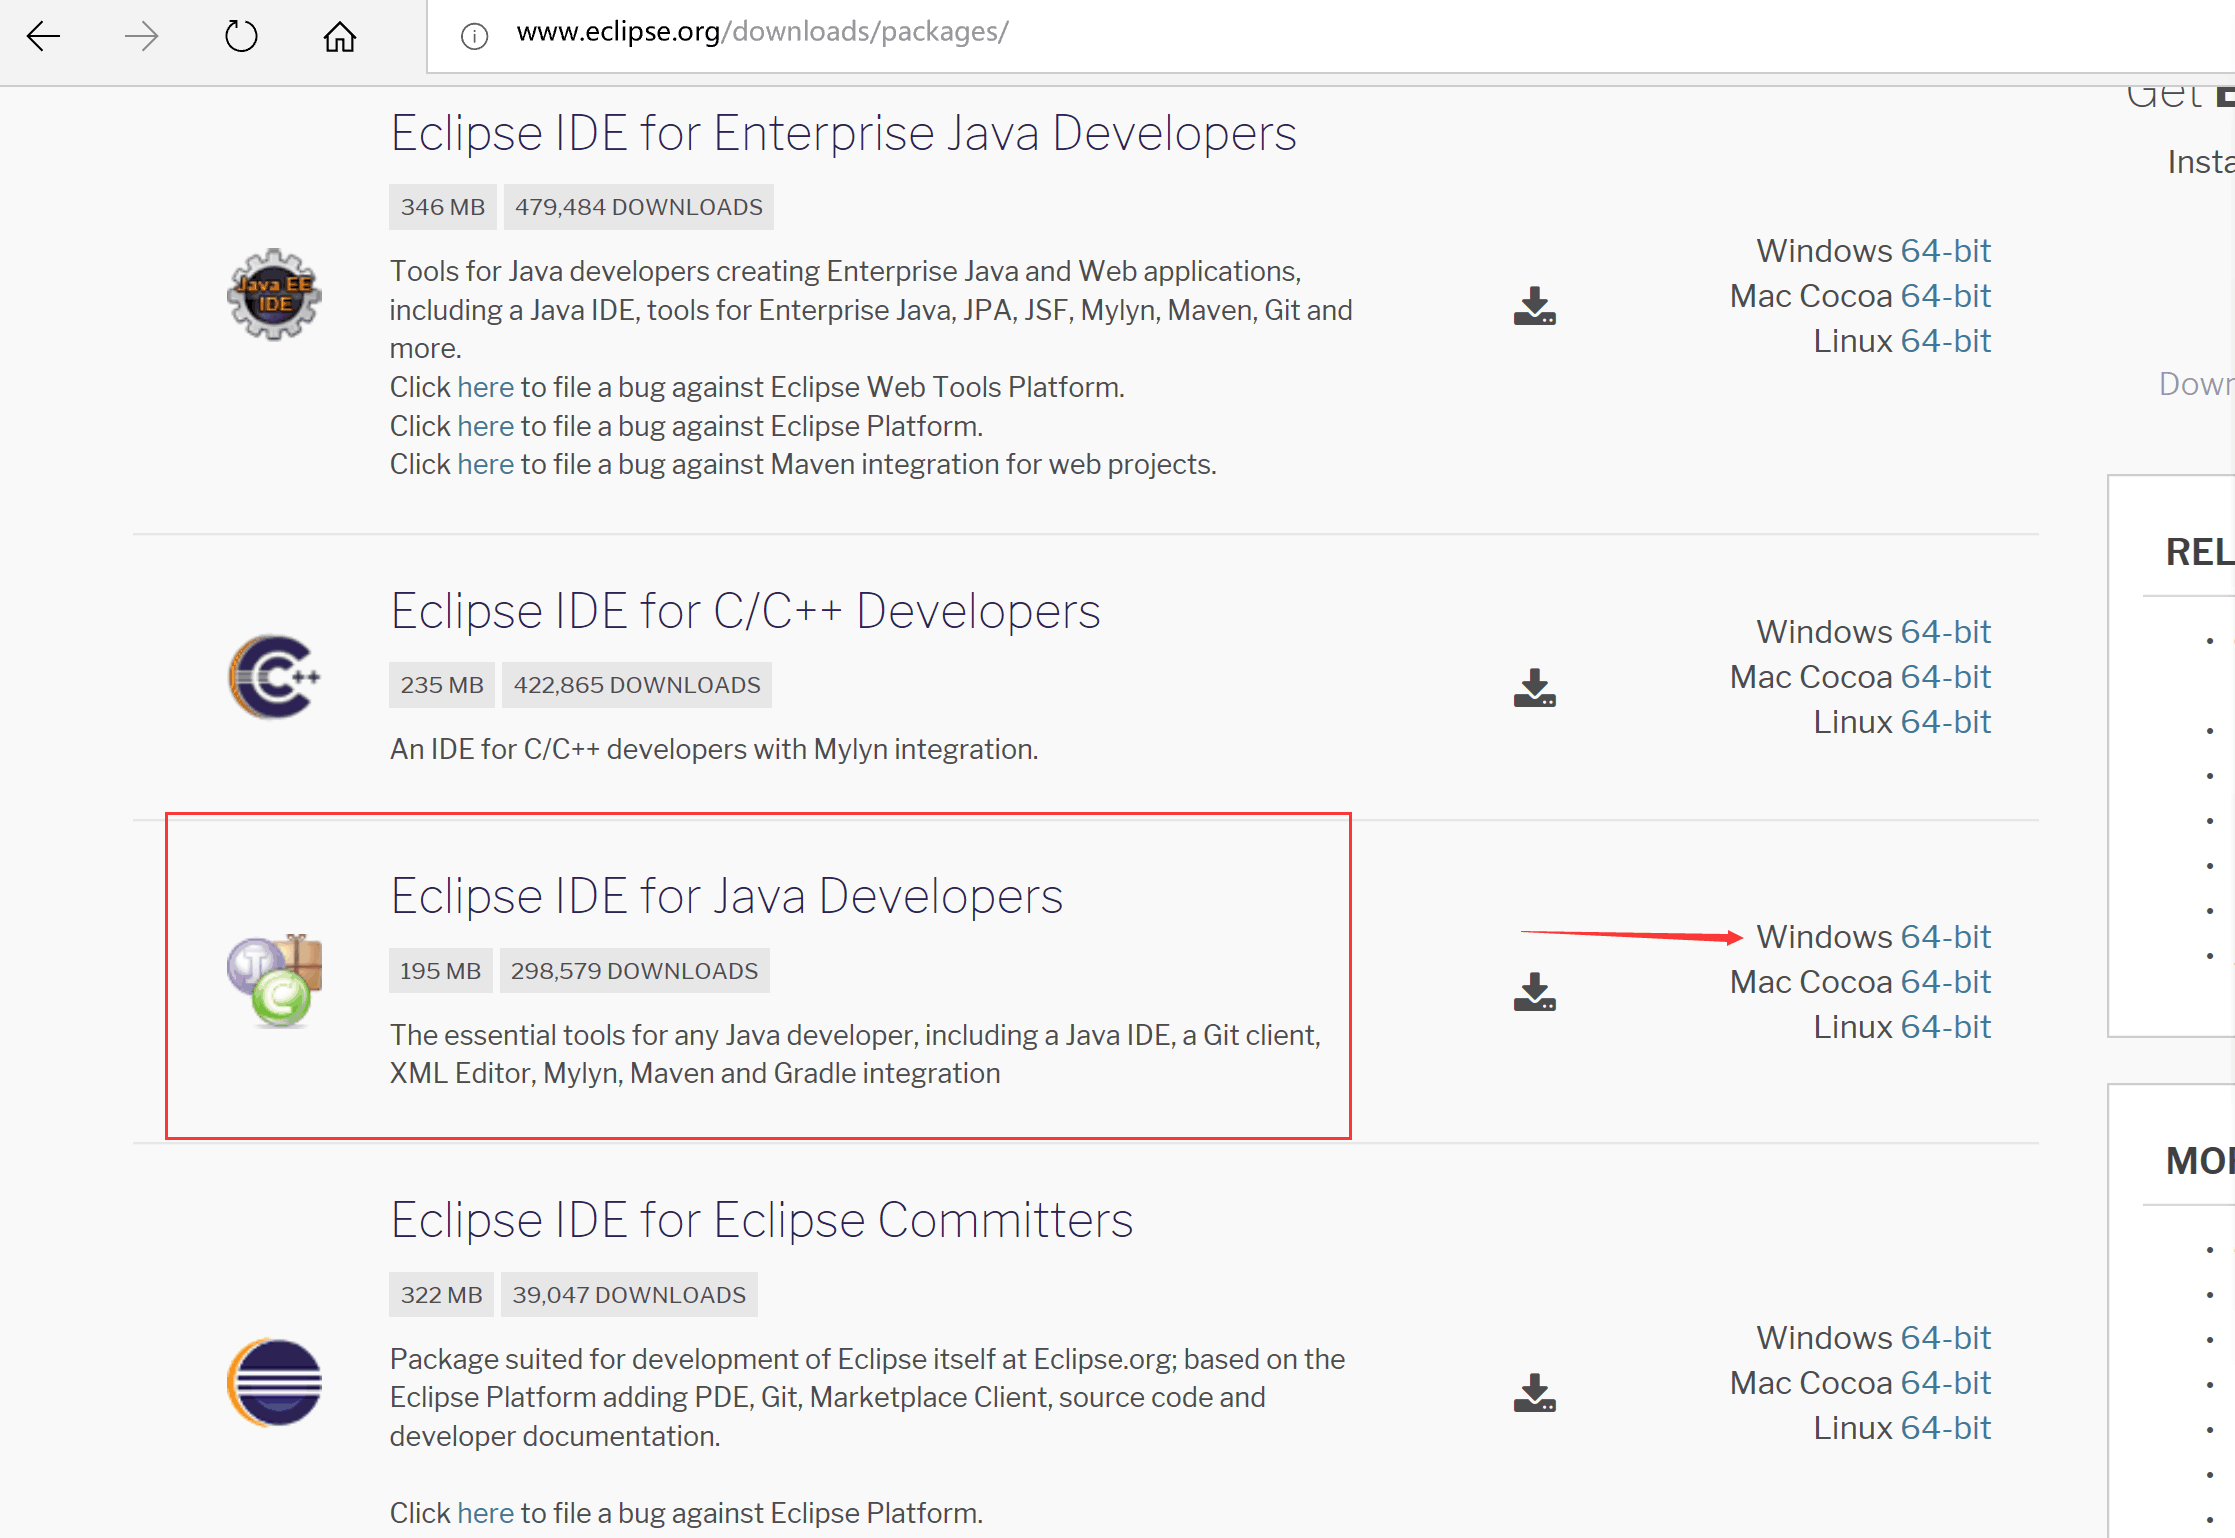 www.eclipse.org/downloads/packages/
Get
Eclipse IDE for Enterprise Java Developers
346 MB 479,484 DOWNLOADS
Java EE
IDE
Tools for Java developers creating Enterprise Java and Web applications,
including a Java IDE, tools for Enterprise Java, JPA, JSF, Mylyn, Maven, Git and
more.
Click here to file a bug against Eclipse Web Tools Platform.
Click here to file a bug against Eclipse Platform.
Click here to file a bug against Maven integration for web projects.
Windows 64-bit
Mac Cocoa 64-bit
Linux 64-bit
Eclipse IDE for C/C++ Developers
235 MB 422,865 DOWNLOADS
C++
An IDE for C/C++ developers with Mylyn integration.
Windows 64-bit
Mac Cocoa 64-bit
Linux 64-bit
Eclipse IDE for Java Developers
195 MB 298,579 DOWNLOADS
The essential tools for any Java developer, including a Java IDE, a Git client,
XML Editor, Mylyn, Maven and Gradle integration
Windows 64-bit
Mac Cocoa 64-bit
Linux 64-bit
Eclipse IDE for Eclipse Committers
322 MB 39,047 DOWNLOADS
Package suited for development of Eclipse itself at Eclipse.org; based on the
Eclipse Platform adding PDE, Git, Marketplace Client, source code and
developer documentation.
Click here to file a bug against Eclipse Platform.
Windows 64-bit
Mac Cocoa 64-bit
Linux 64-bit
Insta
Down
REL
MOR